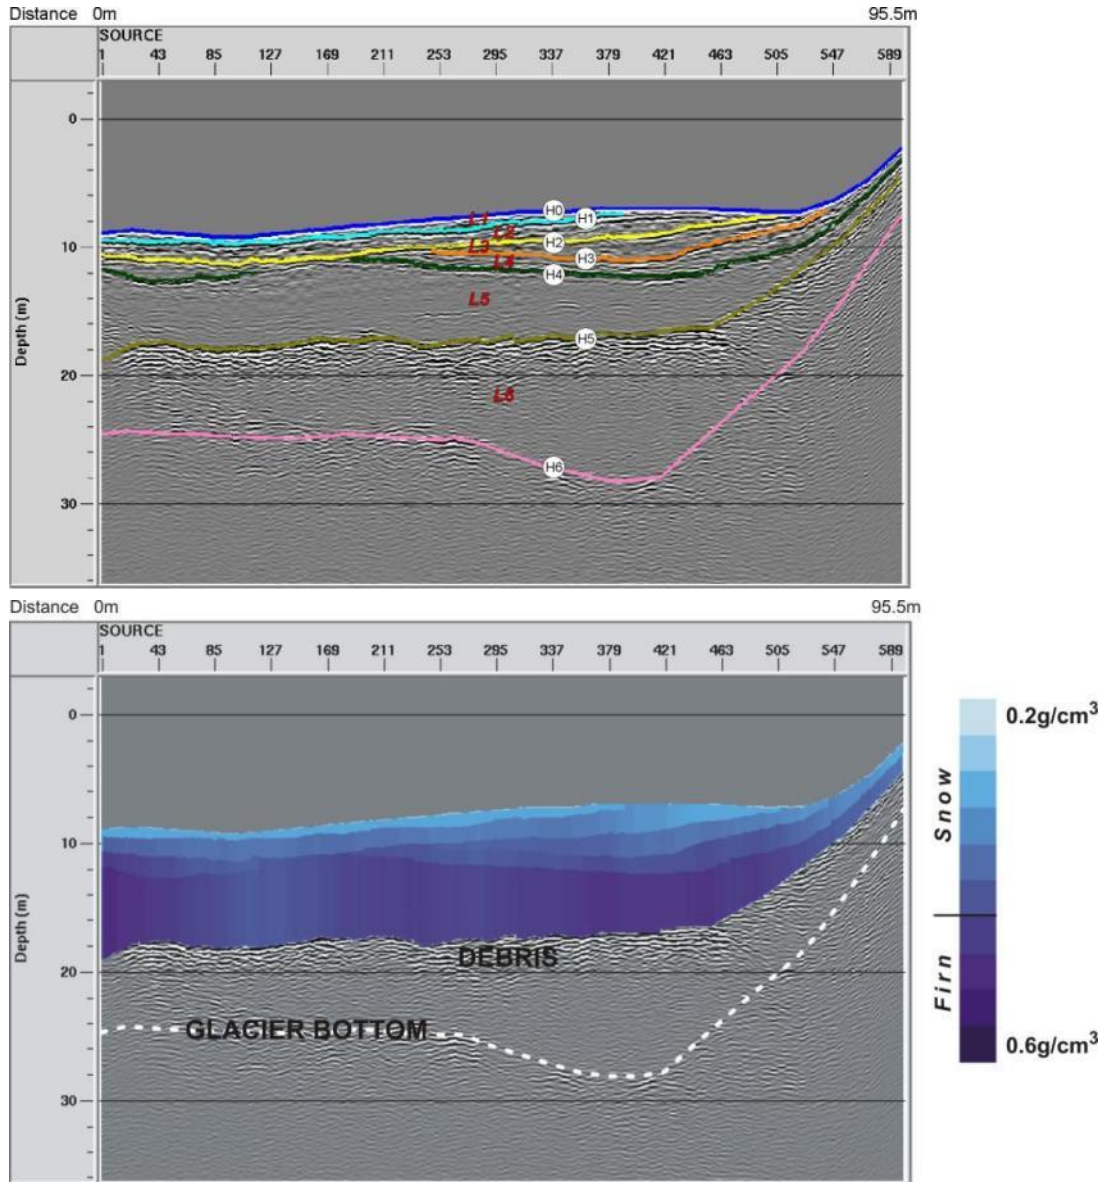 Distance 0m 95.5m
SOURCE
1 43 85 127 169 211 253 295 337 379 421 463 505 547 589
0
10
20
30
Depth (m)
H0
L1
H1
L2
H2
L3
H3
L4
H4
L5
H5
L6
H6
Distance 0m 95.5m
SOURCE
1 43 85 127 169 211 253 295 337 379 421 463 505 547 589
0
10
20
30
Depth (m)
DEBRIS
GLACIER BOTTOM
0.2g/cm³
Snow
Firn
0.6g/cm³